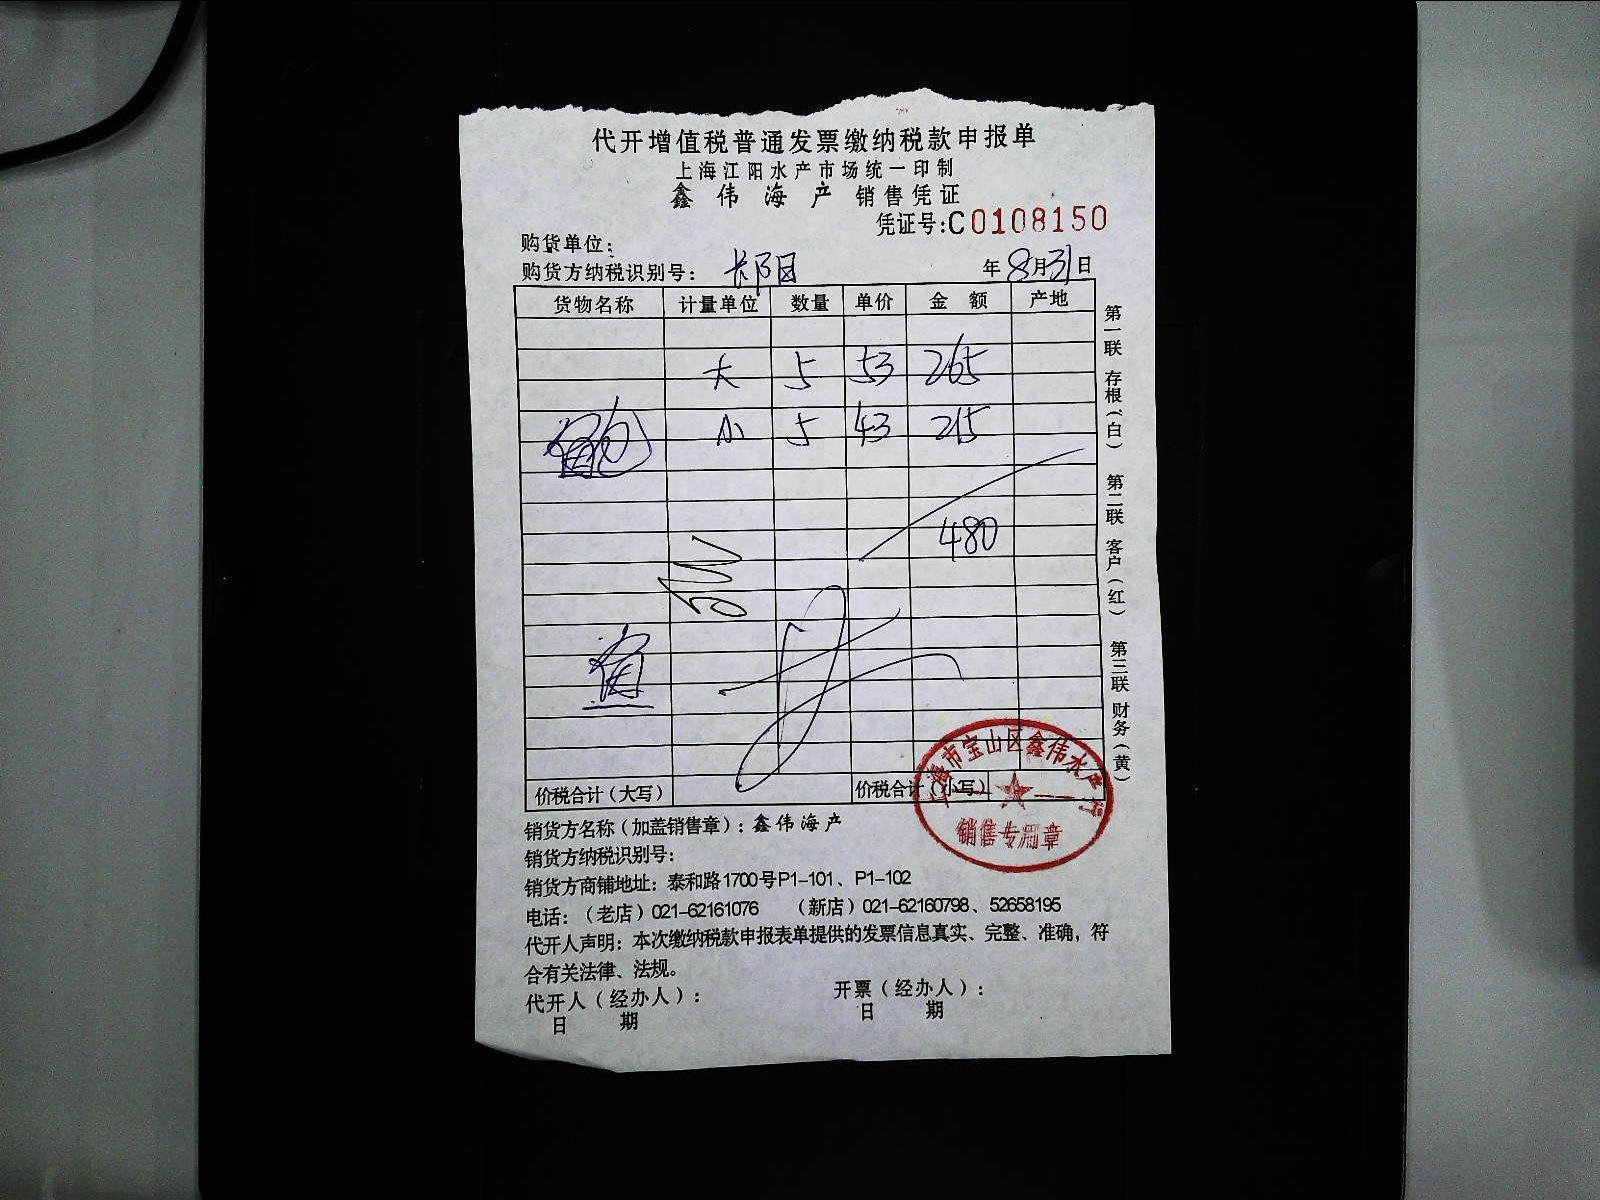 代开增值税普通发票缴纳税款申报单
上海江阳水产市场统一印制
鑫伟海产 销售凭证
凭证号:C0108150
购货单位：
购货方纳税识别号： 年8月31日
货物名称 计量单位 数量 单价 金额 产地
大 5 53 265
小 5 43 215
480
价税合计（大写） 价税合计（小写）
第一联 存根（白） 第二联 客户（红） 第三联 财务（黄）
上海市宝山区鑫伟水产行
销售专用章
销货方名称（加盖销售章）：鑫伟海产
销货方纳税识别号：
销货方商铺地址：泰和路1700号P1-101、P1-102
电话：（老店）021-62161076 （新店）021-62160798、52658195
代开人声明：本次缴纳税款申报表单提供的发票信息真实、完整、准确，符
合有关法律、法规。
代开人（经办人）： 开票（经办人）：
日期 日期